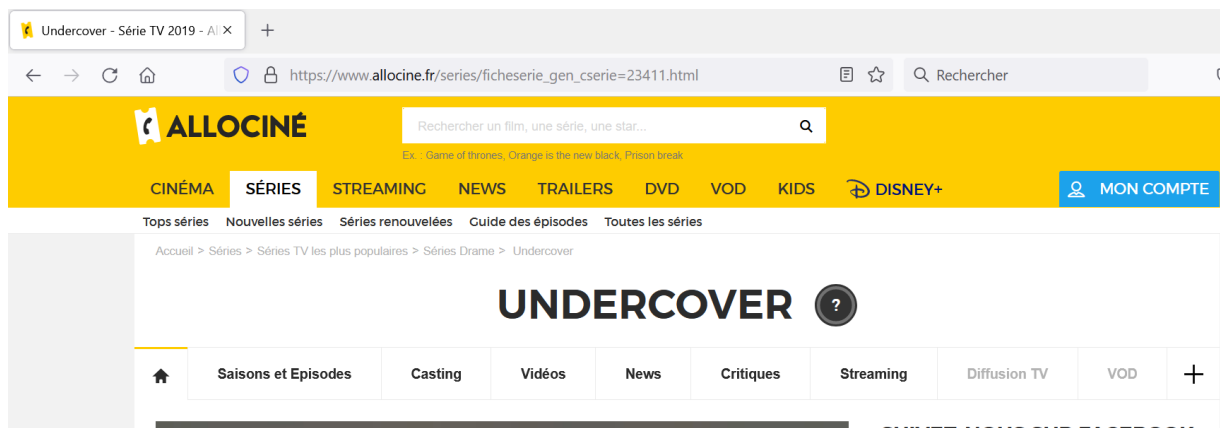 Undercover - Série TV 2019 - Al
https://www.allocine.fr/series/ficheserie_gen_cserie=23411.html
Rechercher
ALLOCINÉ
Rechercher un film, une série, une star...
Ex. : Game of thrones, Orange is the new black, Prison break
CINÉMA SÉRIES STREAMING NEWS TRAILERS DVD VOD KIDS DISNEY+ MON COMPTE
Tops séries Nouvelles séries Séries renouvelées Guide des épisodes Toutes les séries
Accueil > Séries > Séries TV les plus populaires > Séries Drame > Undercover
UNDERCOVER ?
Saisons et Episodes Casting Vidéos News Critiques Streaming Diffusion TV VOD +
SUIVEZ-NOUS SUR FACEBOOK